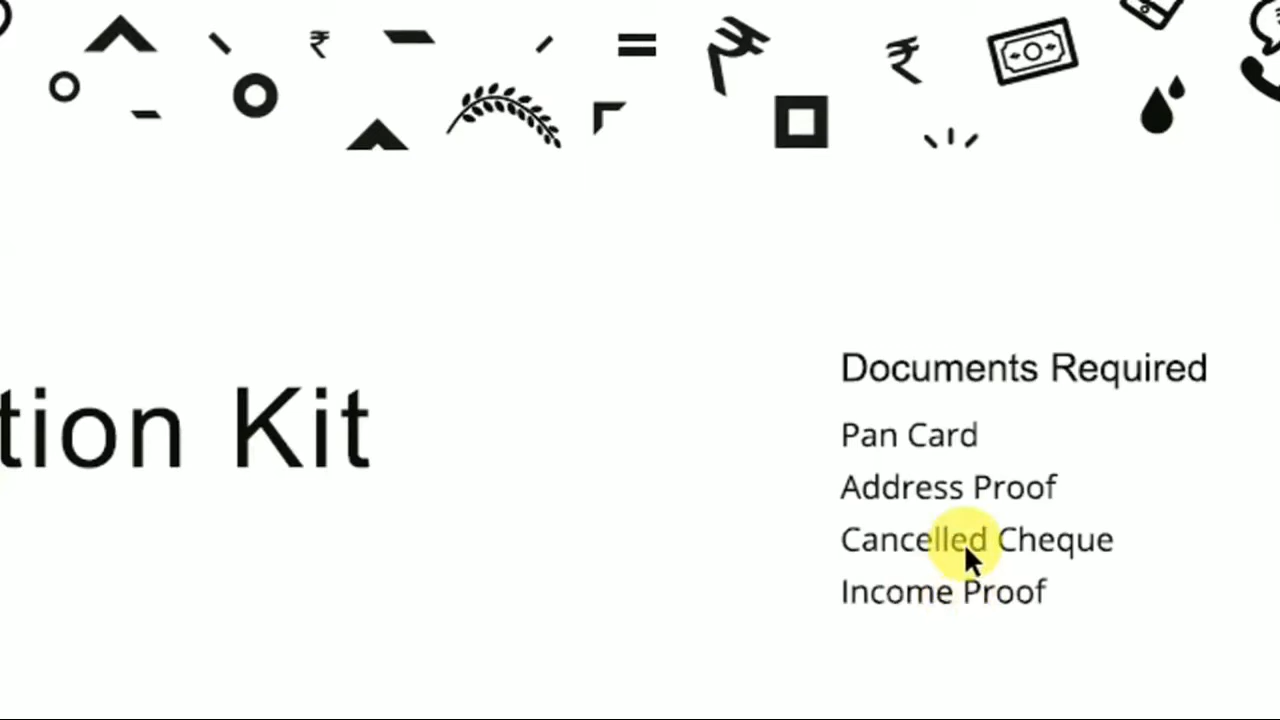 tion Kit
Documents Required
Pan Card
Address Proof
Cancelled Cheque
Income Proof